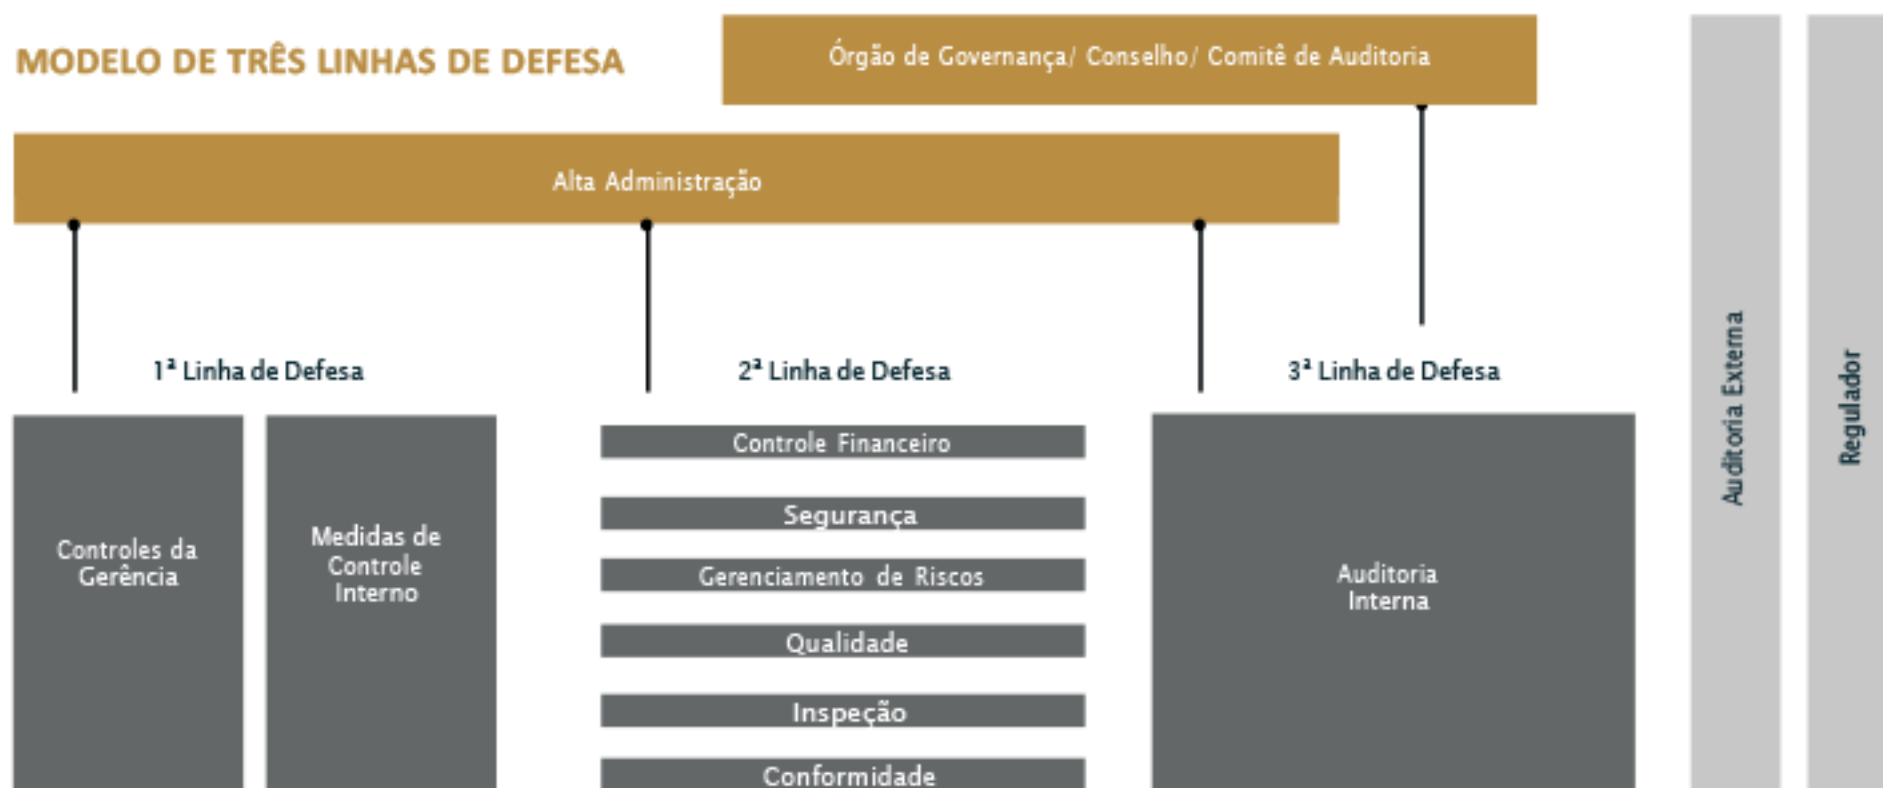 MODELO DE TRÊS LINHAS DE DEFESA
Órgão de Governança/ Conselho/ Comitê de Auditoria
Alta Administração
1ª Linha de Defesa
2ª Linha de Defesa
3ª Linha de Defesa
Controles da
Gerência
Medidas de
Controle
Interno
Controle Financeiro
Segurança
Gerenciamento de Riscos
Qualidade
Inspeção
Conformidade
Auditoria
Interna
Auditoria Externa
Regulador